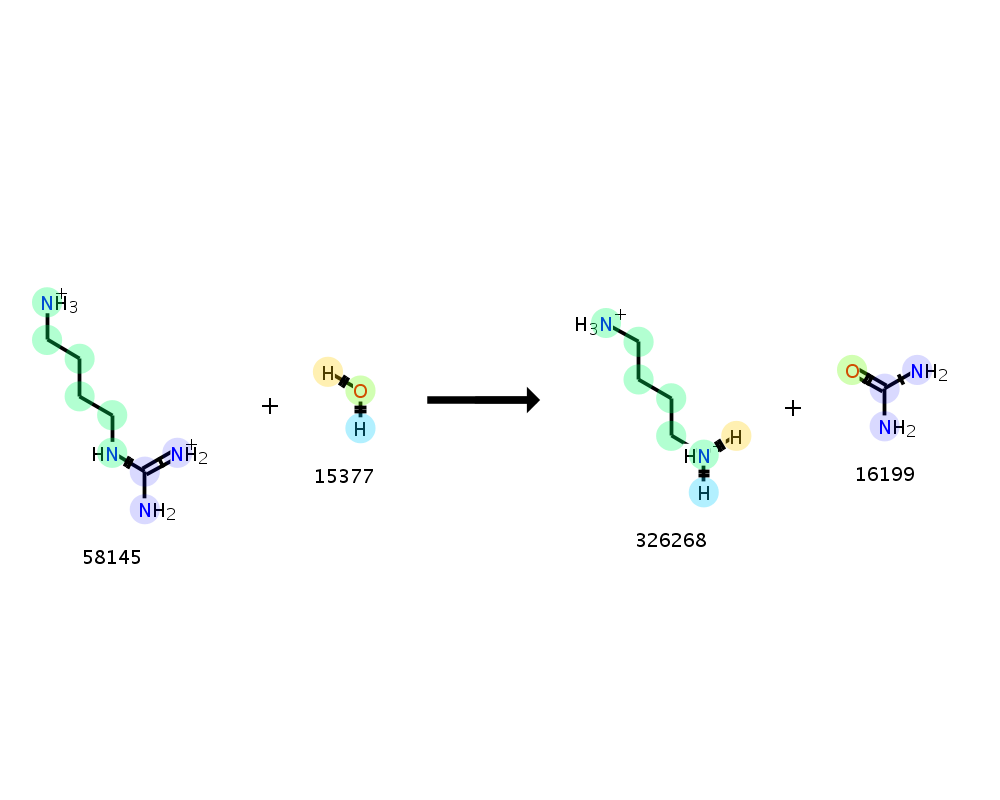 NH3+
HN
NH2+
NH2
58145
+
H
O
H
15377
H3N+
HN
H
H
326268
+
O
NH2
NH2
16199